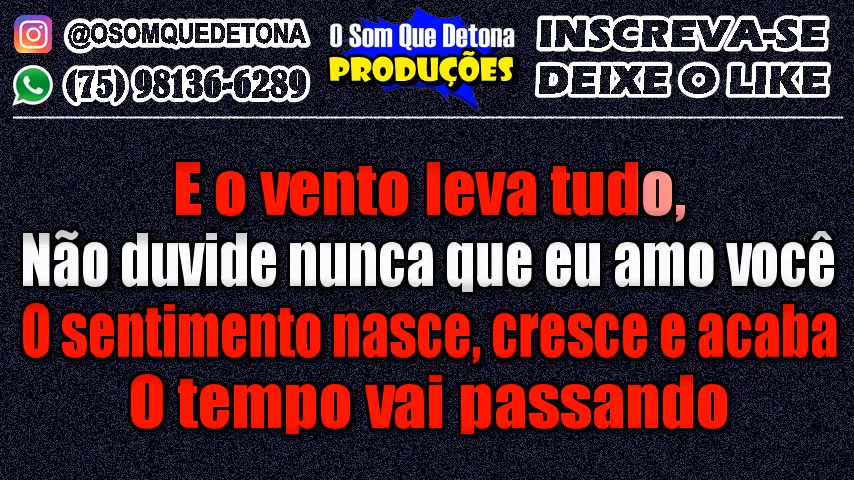 @OSOMQUEDETONA
(75) 98136-6289
O Som Que Detona
PRODUÇÕES
INSCREVA-SE
DEIXE O LIKE
E o vento leva tudo,
Não duvide nunca que eu amo você
O sentimento nasce, cresce e acaba
O tempo vai passando